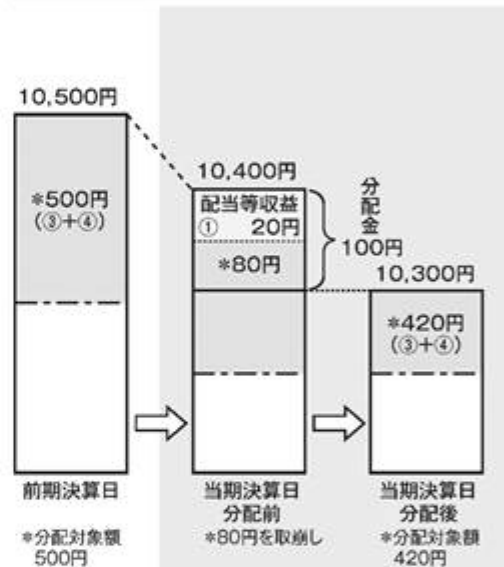 10,500円
*500円
(③+④)
10,400円
配当等収益
① 20円
*80円
分配金
100円
10,300円
*420円
(③+④)
前期決算日
当期決算日
分配前
当期決算日
分配後
*分配対象額
500円
*80円を取崩し
*分配対象額
420円